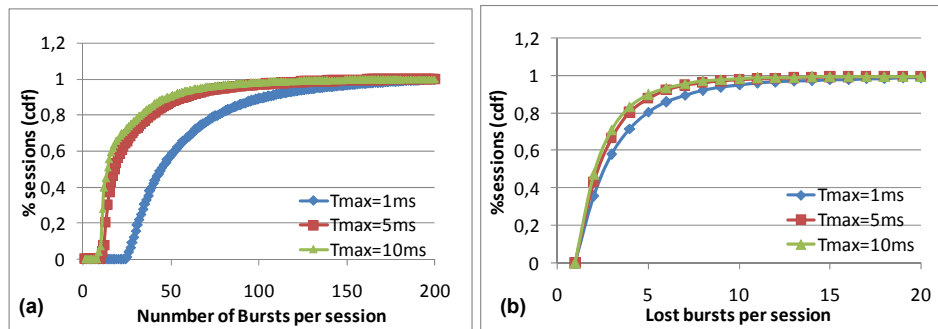 1,2
1
0,8
0,6
0,4
0,2
0
% sessions (cdf)
Tmax=1ms
Tmax=5ms
Tmax=10ms
0 50 100 150 200
(a) Nunmber of Bursts per session
1,2
1
0,8
0,6
0,4
0,2
0
%sessions (cdf)
Tmax=1ms
Tmax=5ms
Tmax=10ms
0 5 10 15 20
(b) Lost bursts per session